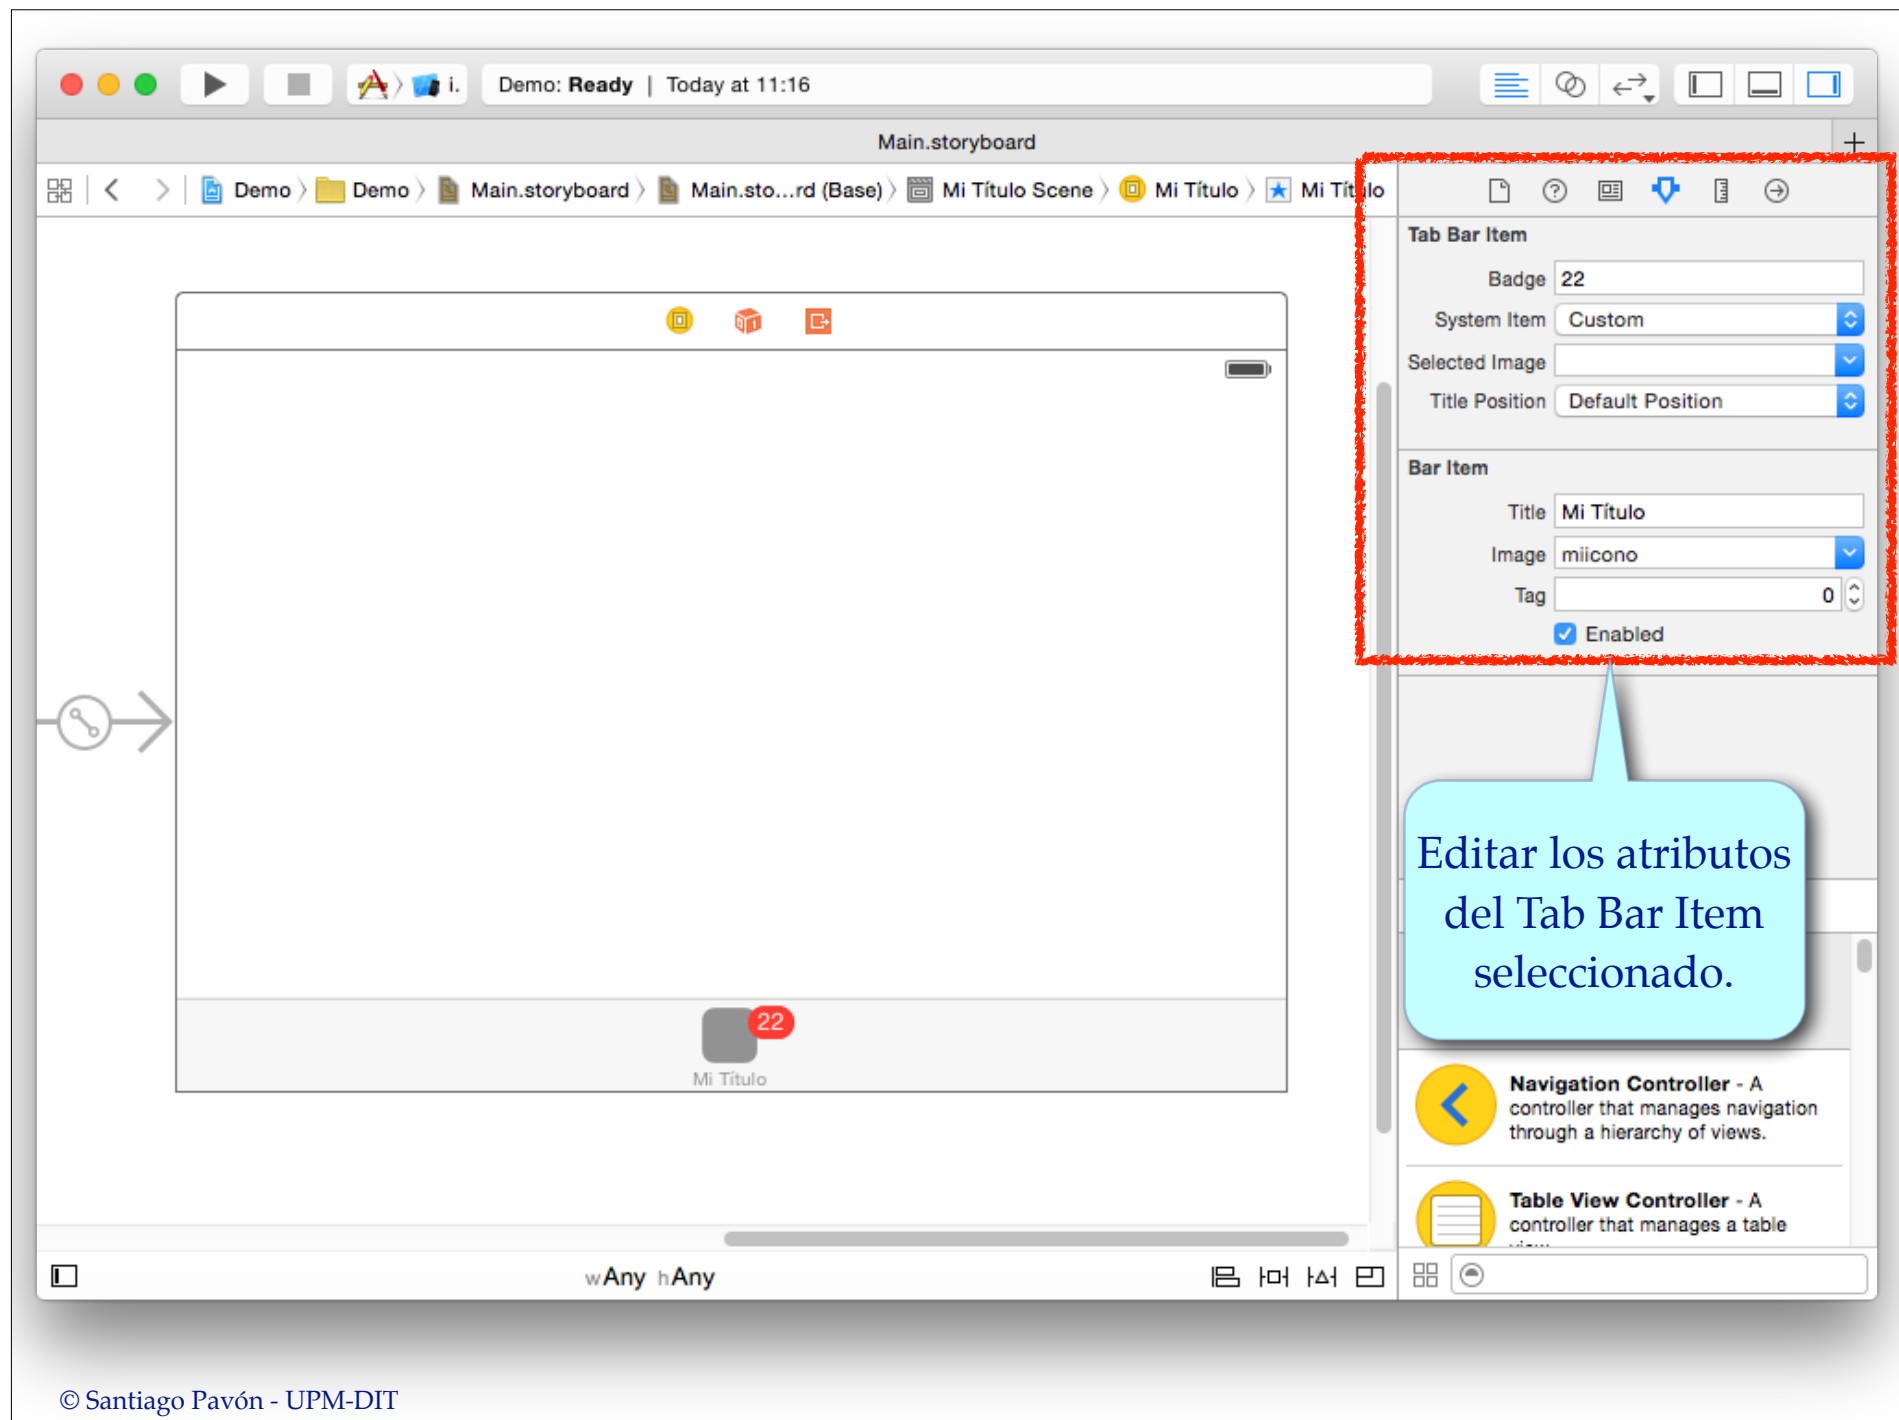 i. Demo: Ready | Today at 11:16
Main.storyboard
Demo Demo Main.storyboard Main.sto...rd (Base) Mi Título Scene Mi Título Mi Título
Tab Bar Item
Badge 22
System Item Custom
Selected Image
Title Position Default Position
Bar Item
Title Mi Título
Image miicono
Tag 0
Enabled
Editar los atributos
del Tab Bar Item
seleccionado.
22
Mi Título
Navigation Controller - A
controller that manages navigation
through a hierarchy of views.
Table View Controller - A
controller that manages a table
wAny hAny
© Santiago Pavón - UPM-DIT